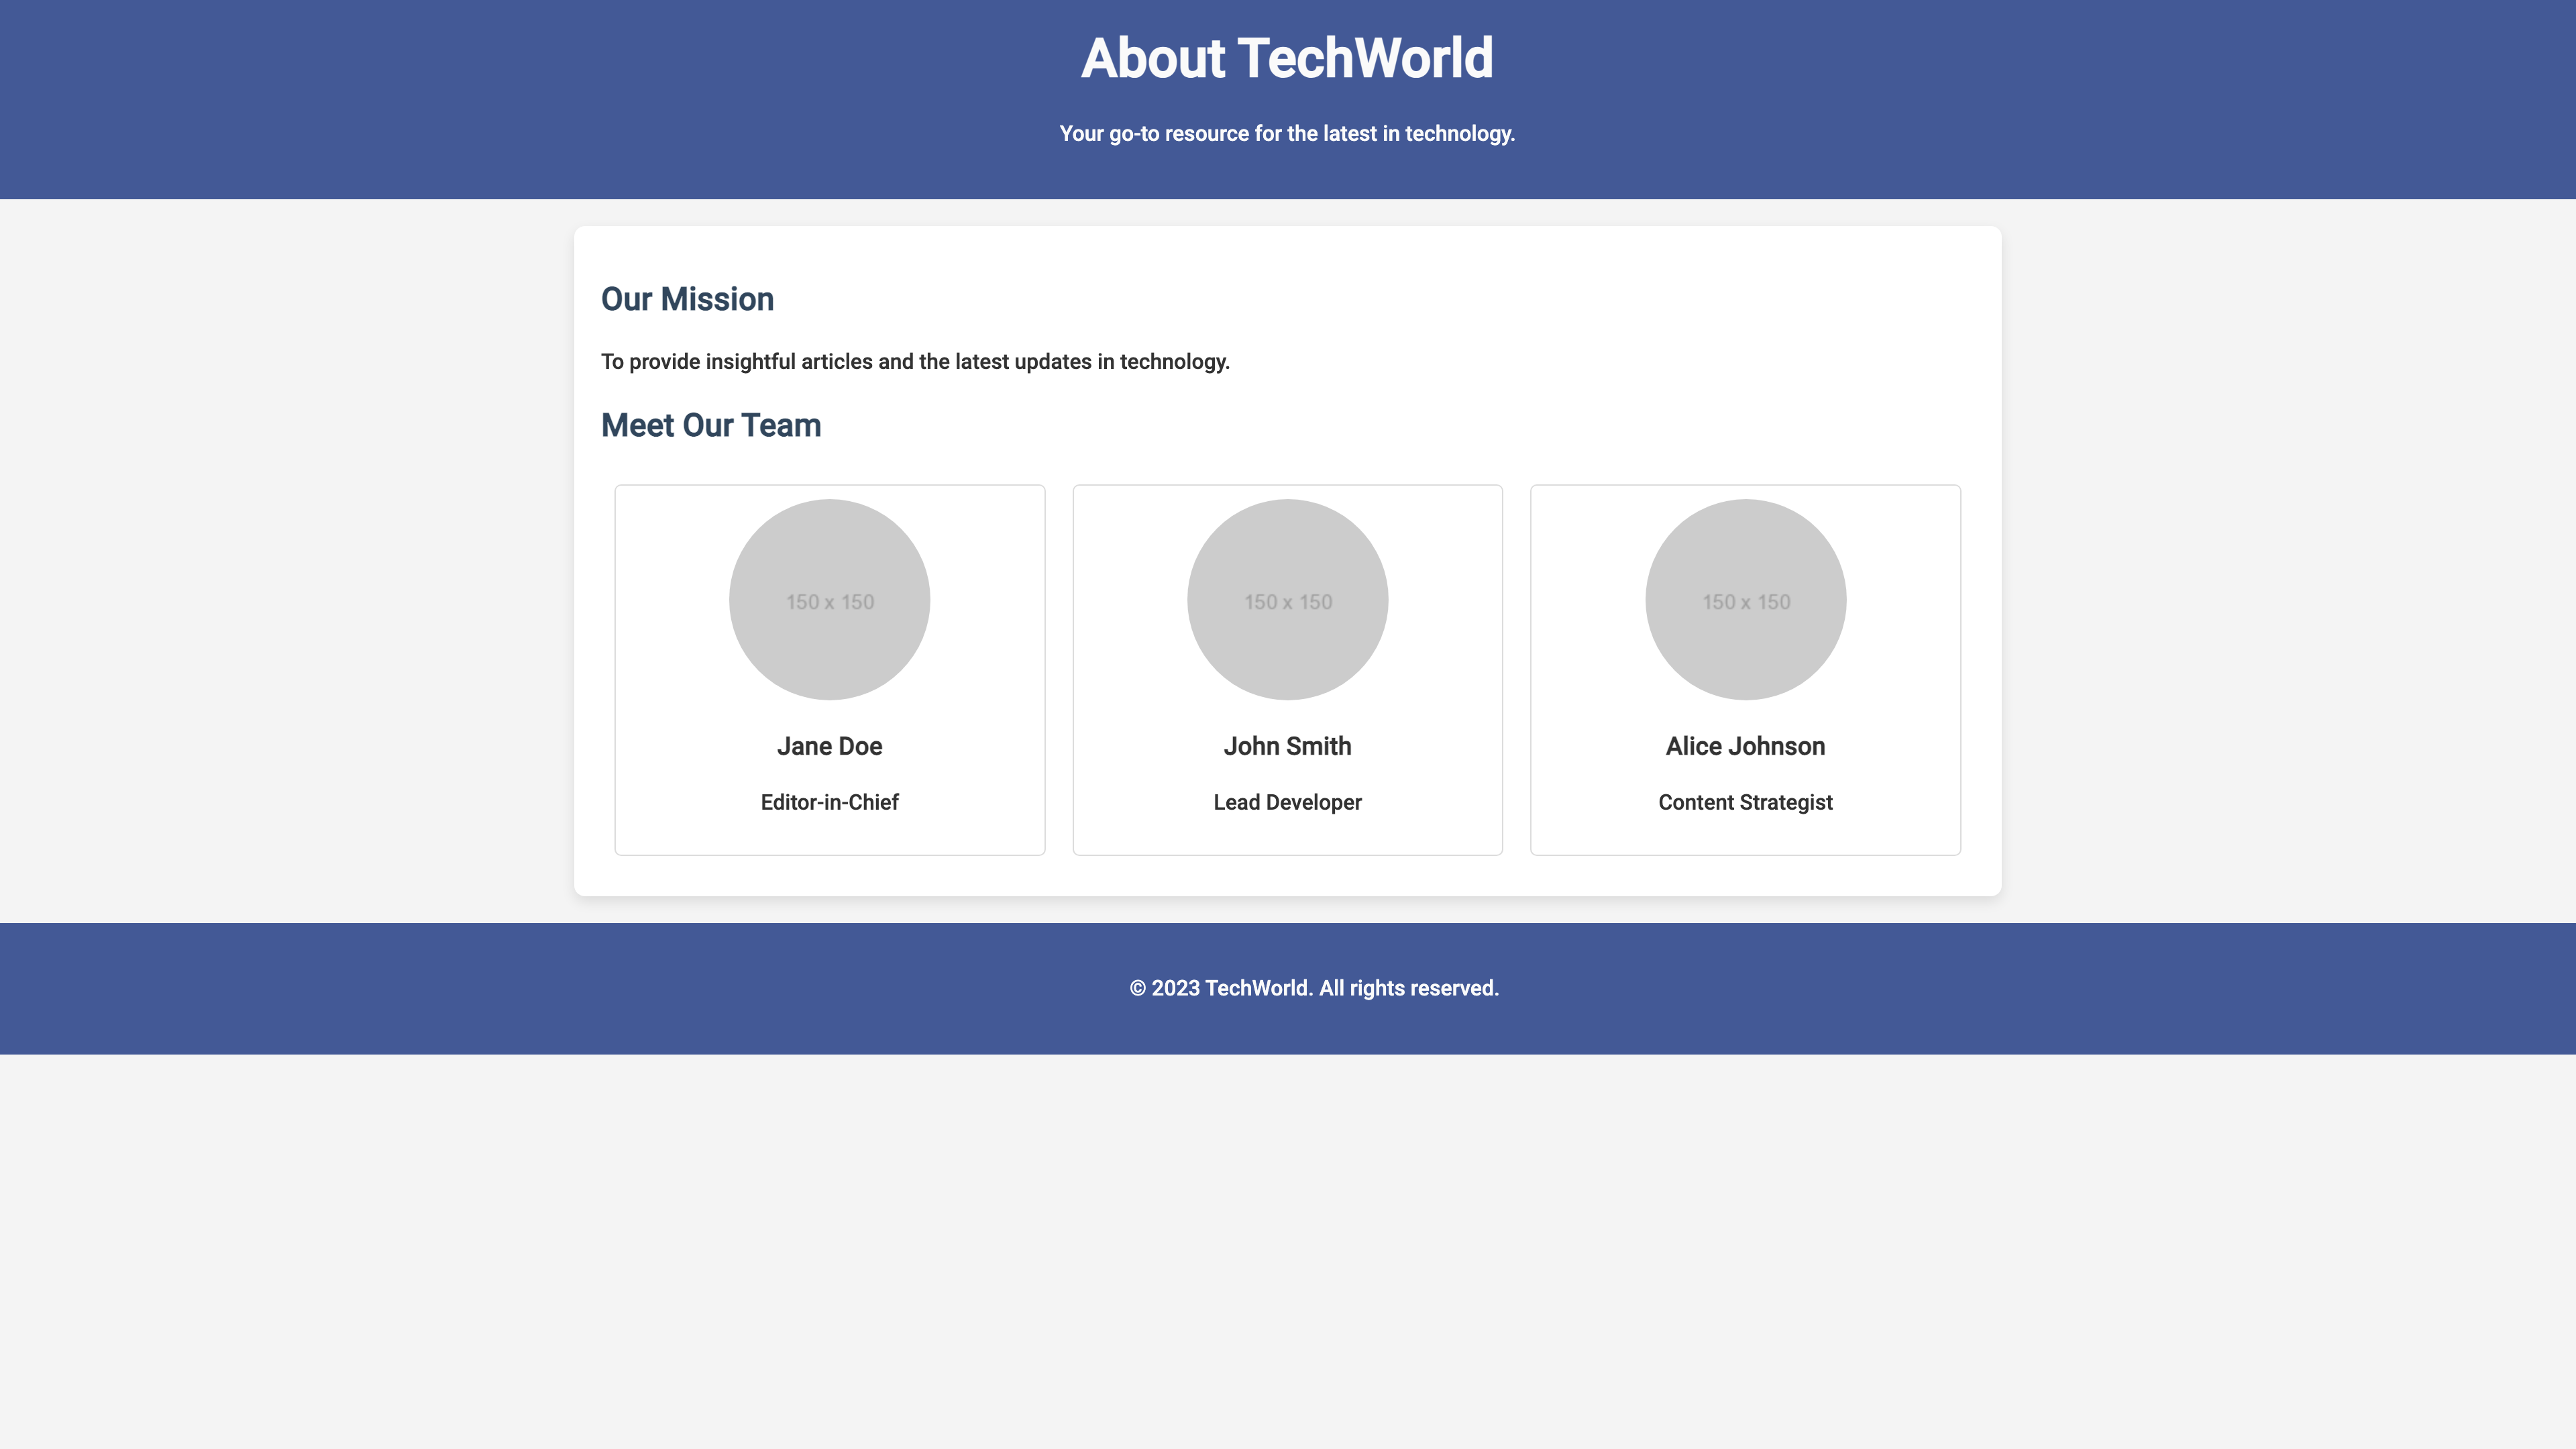 About TechWorld
Your go-to resource for the latest in technology.
Our Mission
To provide insightful articles and the latest updates in technology.
Meet Our Team
150 x 150
Jane Doe
Editor-in-Chief
150 x 150
John Smith
Lead Developer
150 x 150
Alice Johnson
Content Strategist
© 2023 TechWorld. All rights reserved.